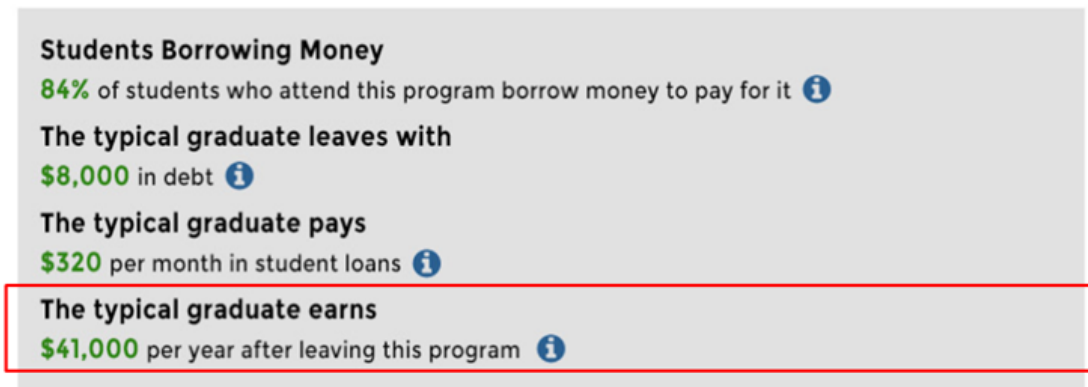 Students Borrowing Money
84% of students who attend this program borrow money to pay for it i
The typical graduate leaves with
$8,000 in debt i
The typical graduate pays
$320 per month in student loans i
The typical graduate earns
$41,000 per year after leaving this program i